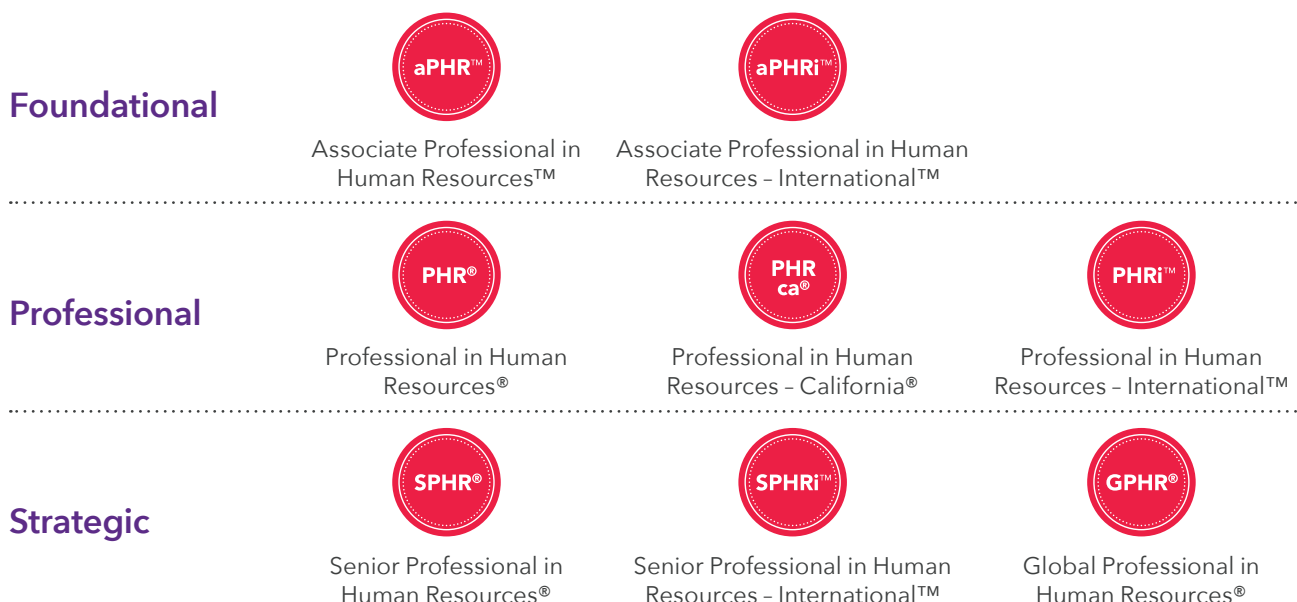 aPHR™
aPHRi™
Foundational
Associate Professional in
Human Resources™
Associate Professional in Human
Resources – International™
PHR®
PHR
ca®
PHRi™
Professional
Professional in Human
Resources®
Professional in Human
Resources – California®
Professional in Human
Resources – International™
SPHR®
SPHRi™
GPHR®
Strategic
Senior Professional in
Human Resources®
Senior Professional in Human
Resources – International™
Global Professional in
Human Resources®